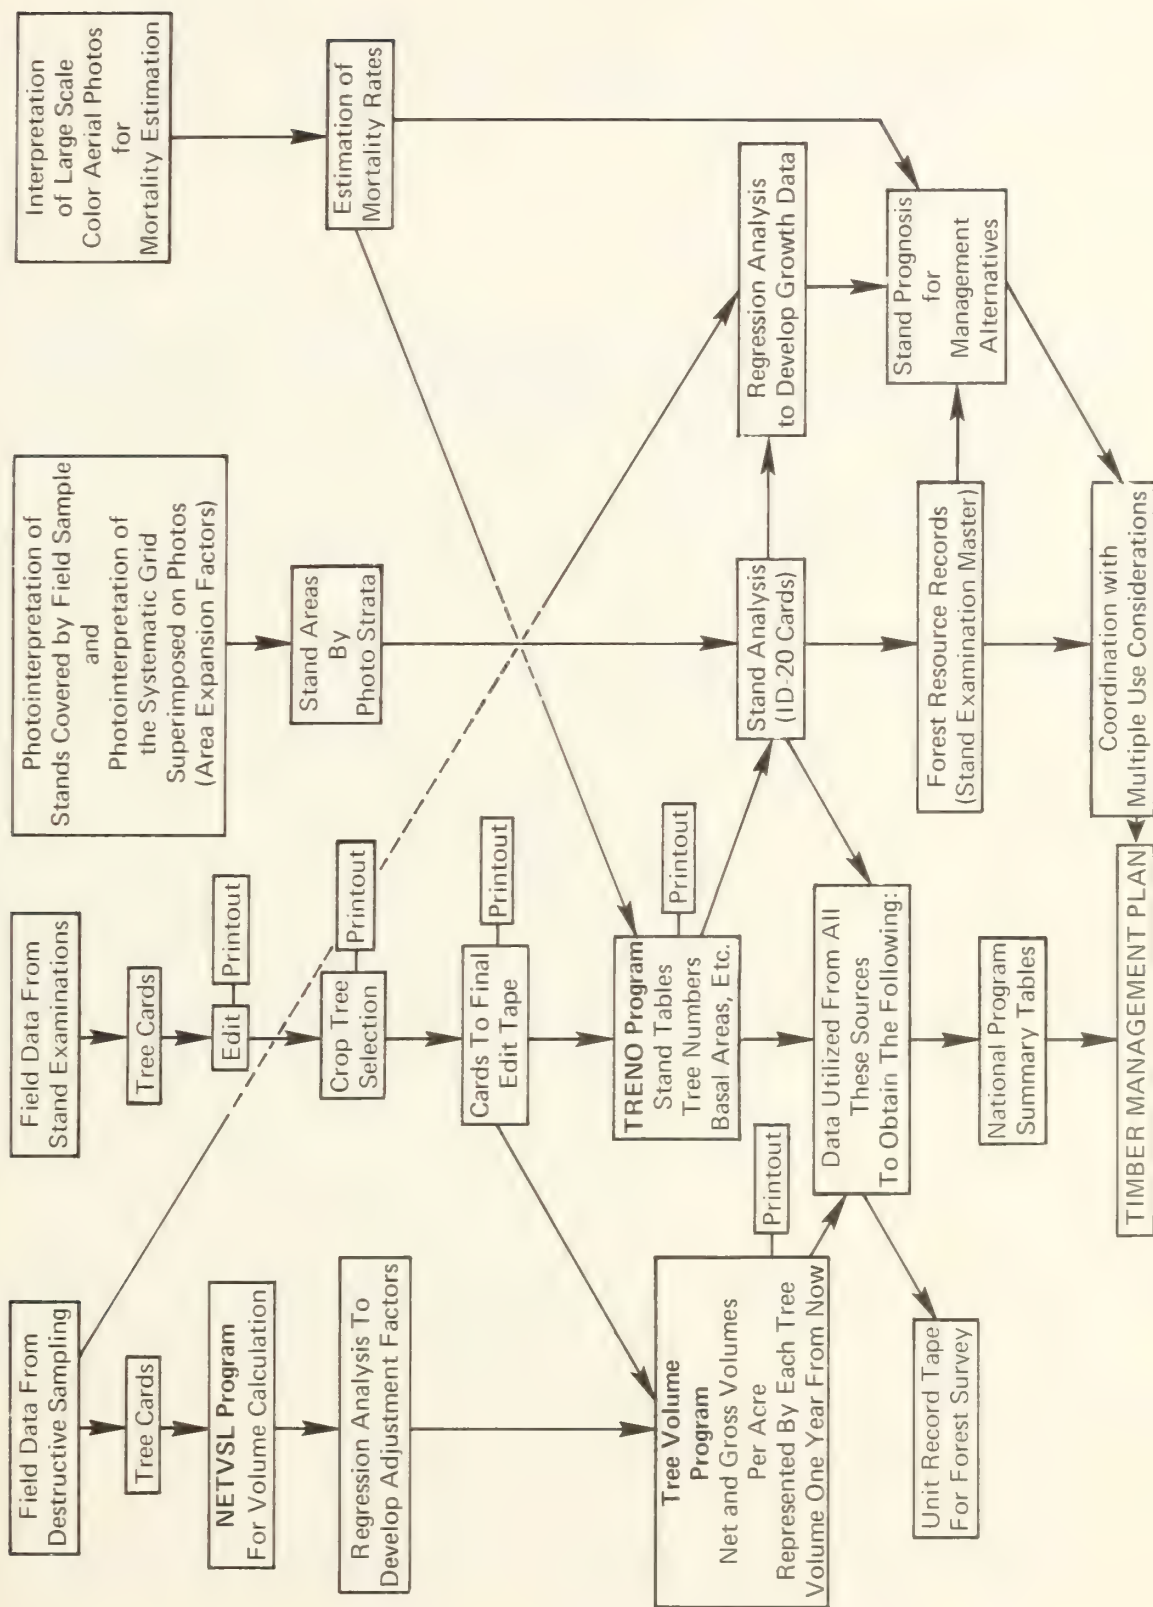 Field Data From
Destructive Sampling
Tree Cards
NETVSL Program
For Volume Calculation
Regression Analysis To
Develop Adjustment Factors
Tree Volume
Program
Net and Gross Volumes
Per Acre
Represented By Each Tree
Volume One Year From Now
Printout
Unit Record Tape
For Forest Survey
Field Data From
Stand Examinations
Tree Cards
Edit
Printout
Crop Tree
Selection
Printout
Cards To Final
Edit Tape
Printout
TRENO Program
Stand Tables
Tree Numbers
Basal Areas, Etc.
Printout
Data Utilized From All
These Sources
To Obtain The Following:
National Program
Summary Tables
TIMBER MANAGEMENT PLAN
Photointerpretation of
Stands Covered by Field Sample
and
Photointerpretation of
the Systematic Grid
Superimposed on Photos
(Area Expansion Factors)
Stand Areas
By
Photo Strata
Stand Analysis
(ID-20 Cards)
Forest Resource Records
(Stand Examination Master)
Coordination with
Multiple Use Considerations
Interpretation
of Large Scale
Color Aerial Photos
for
Mortality Estimation
Estimation of
Mortality Rates
Regression Analysis
to Develop Growth Data
Stand Prognosis
for
Management
Alternatives